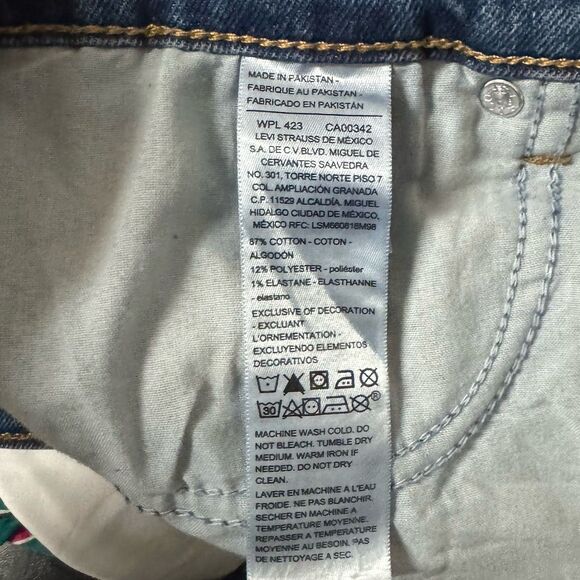 MADE IN PAKISTAN -
FABRIQUE AU PAKISTAN -
FABRICADO EN PAKISTÁN
WPL 423 CA00342
LEVI STRAUSS DE MÉXICO
S.A. DE C.V.BLVD. MIGUEL DE
CERVANTES SAAVEDRA
NO. 301, TORRE NORTE PISO 7
COL. AMPLIACIÓN GRANADA
C.P. 11529 ALCALDÍA. MIGUEL
HIDALGO CIUDAD DE MÉXICO,
MÉXICO RFC: LSM660818M98
87% COTTON - COTON -
ALGODÓN
12% POLYESTER - poliéster
1% ELASTANE - ELASTHANNE
- elastano
EXCLUSIVE OF DECORATION
- EXCLUANT
L'ORNEMENTATION -
EXCLUYENDO ELEMENTOS
DECORATIVOS
30
®
MACHINE WASH COLD. DO
NOT BLEACH. TUMBLE DRY
MEDIUM. WARM IRON IF
NEEDED. DO NOT DRY
CLEAN.
LAVER EN MACHINE A L'EAU
FROIDE. NE PAS BLANCHIR.
SECHER EN MACHINE A
TEMPERATURE MOYENNE.
REPASSER A TEMPERATURE
MOYENNE AU BESOIN. PAS
DE NETTOYAGE A SEC.